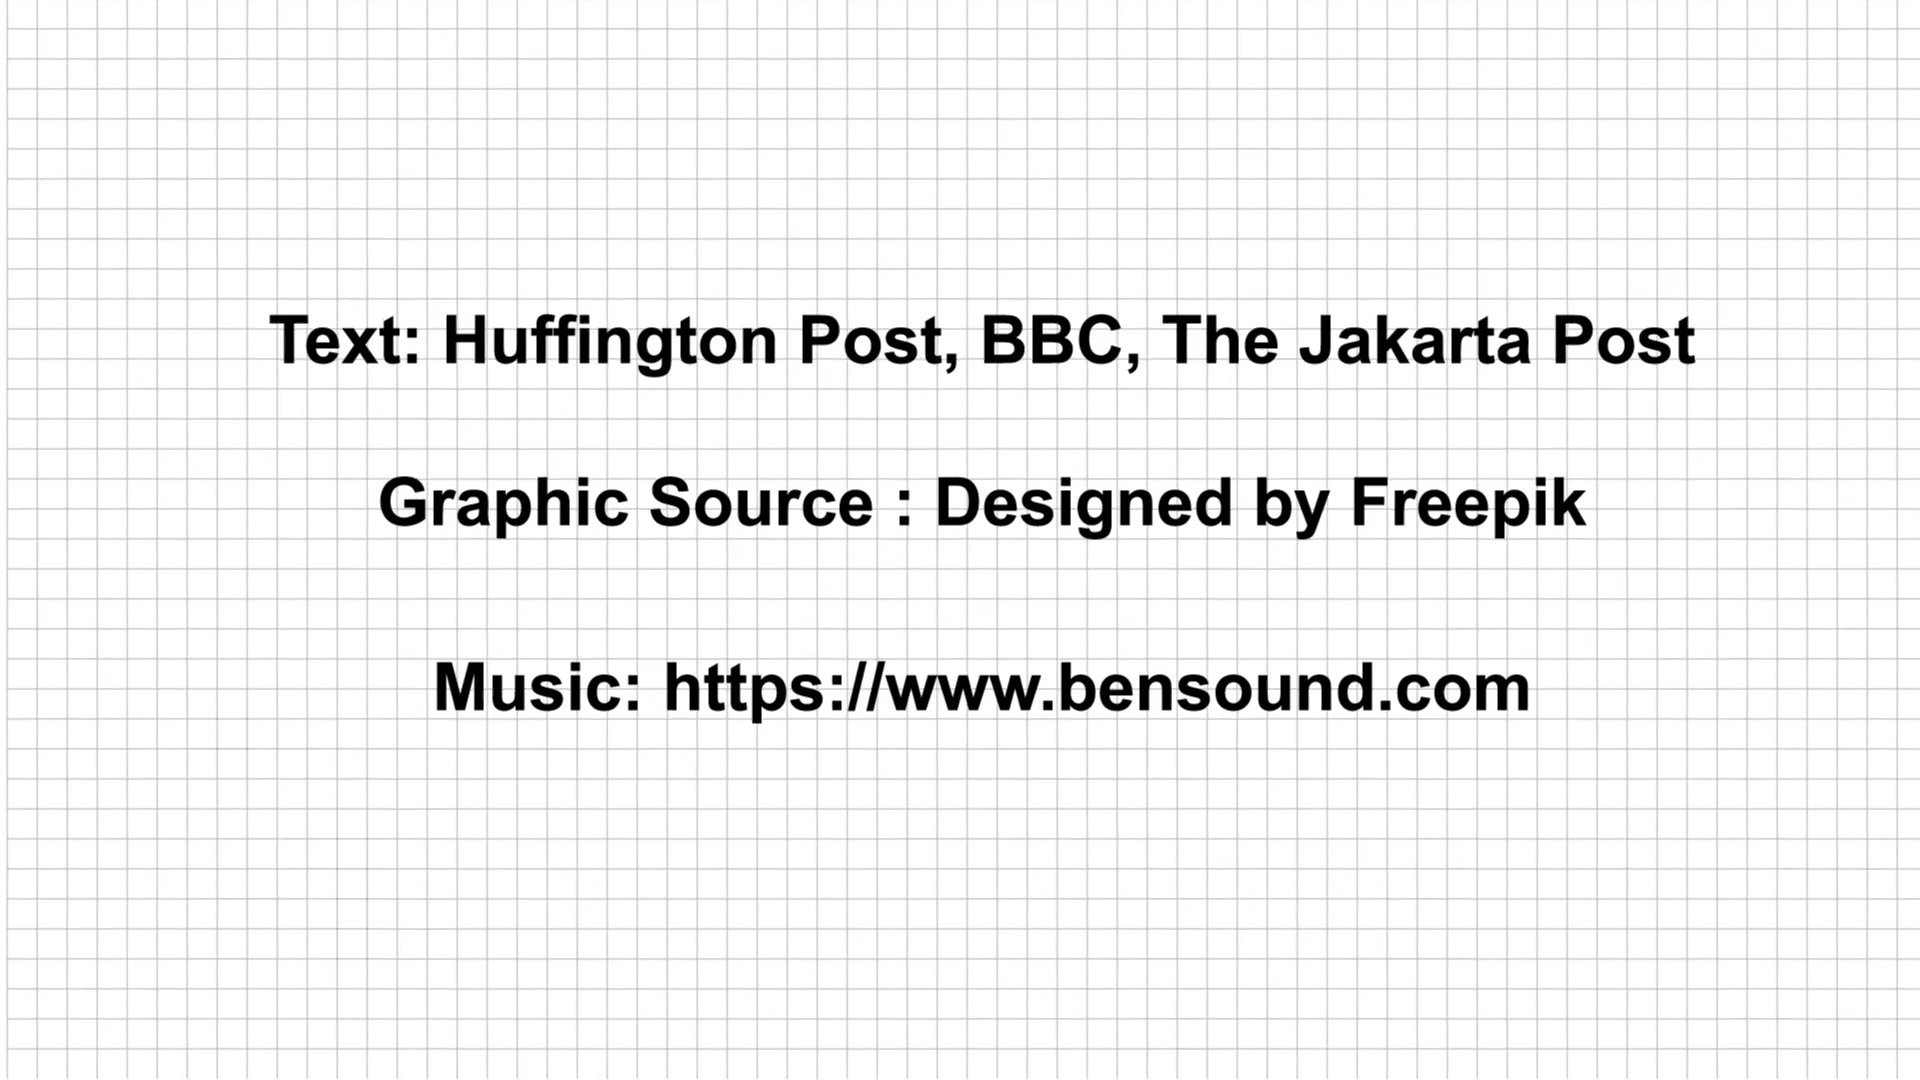 Text: Huffington Post, BBC, The Jakarta Post
Graphic Source : Designed by Freepik
Music: https://www.bensound.com